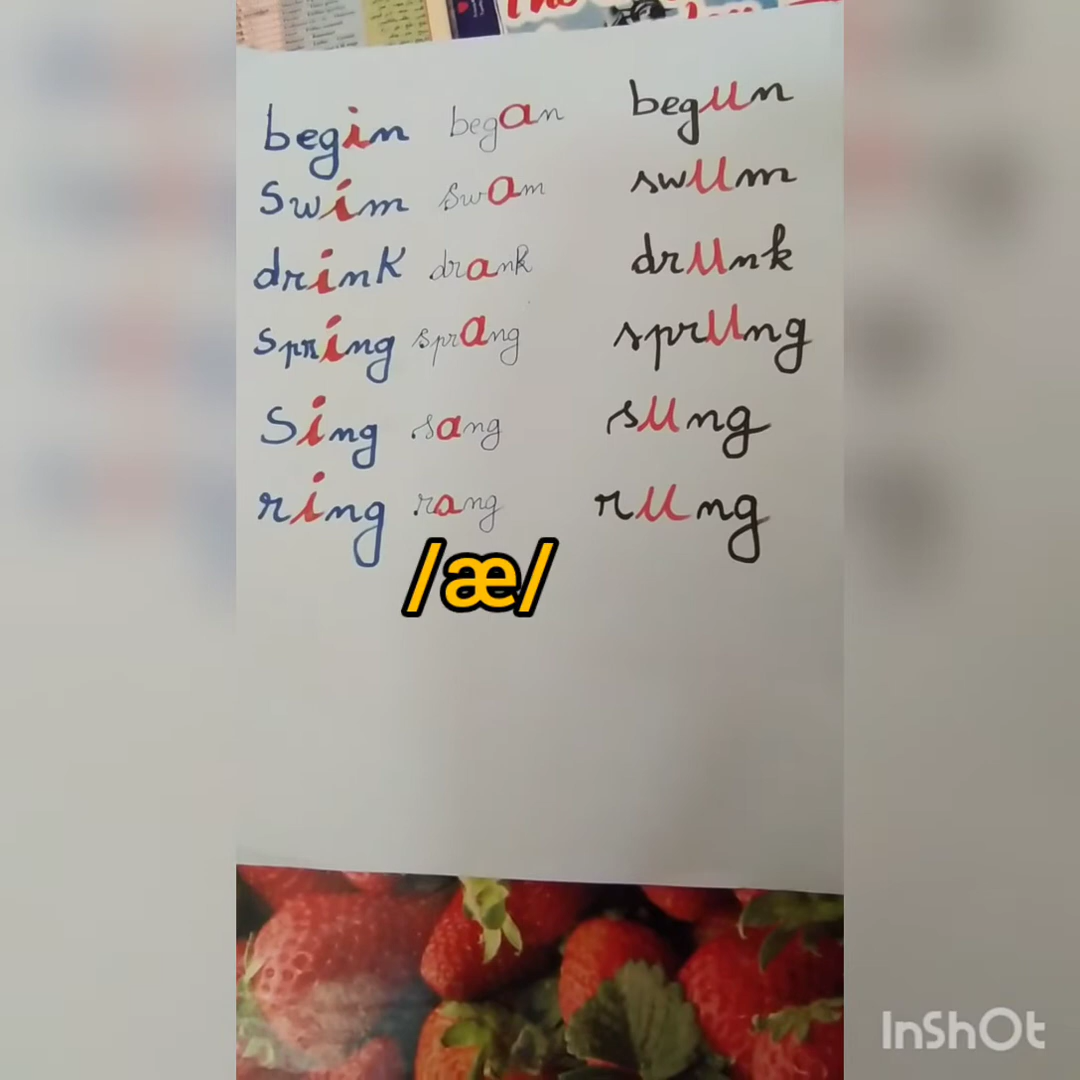 begin began begun
swim swam swum
drink drank drunk
spring sprang sprung
sing sang sung
ring rang rung
/æ/
InShOt